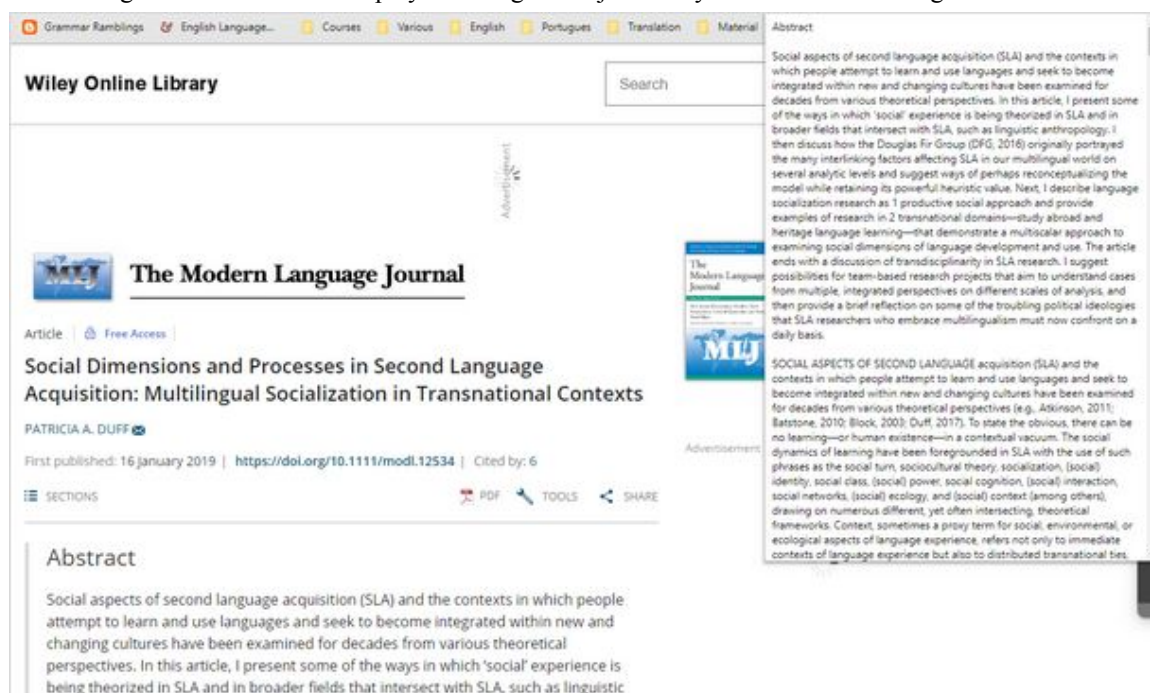 Grammar Ramblings English Language... Courses Various English Portugues Translation Material
Wiley Online Library
Search
Advertisement
MLJ The Modern Language Journal
Article Free Access
Social Dimensions and Processes in Second Language
Acquisition: Multilingual Socialization in Transnational Contexts
PATRICIA A. DUFF
First published: 16 January 2019 | https://doi.org/10.1111/modl.12534 | Cited by: 6
SECTIONS PDF TOOLS SHARE
Abstract
Social aspects of second language acquisition (SLA) and the contexts in which people
attempt to learn and use languages and seek to become integrated within new and
changing cultures have been examined for decades from various theoretical
perspectives. In this article, I present some of the ways in which ‘social’ experience is
being theorized in SLA and in broader fields that intersect with SLA, such as linguistic
The
Modern Language
Journal
MLJ
Advertisement
Abstract
Social aspects of second language acquisition (SLA) and the contexts in
which people attempt to learn and use languages and seek to become
integrated within new and changing cultures have been examined for
decades from various theoretical perspectives. In this article, I present some
of the ways in which 'social' experience is being theorized in SLA and in
broader fields that intersect with SLA, such as linguistic anthropology. I
then discuss how the Douglas Fir Group (DFG, 2016) originally portrayed
the many interlinking factors affecting SLA in our multilingual world on
several analytic levels and suggest ways of perhaps reconceptualizing the
model while retaining its powerful heuristic value. Next, I describe language
socialization research as 1 productive social approach and provide
examples of research in 2 transnational domains—study abroad and
heritage language learning—that demonstrate a multiscalar approach to
examining social dimensions of language development and use. The article
ends with a discussion of transdisciplinarity in SLA research. I suggest
possibilities for team-based research projects that aim to understand cases
from multiple, integrated perspectives on different scales of analysis, and
then provide a brief reflection on some of the troubling political ideologies
that SLA researchers who embrace multilingualism must now confront on a
daily basis.
SOCIAL ASPECTS OF SECOND LANGUAGE acquisition (SLA) and the
contexts in which people attempt to learn and use languages and seek to
become integrated within new and changing cultures have been examined
for decades from various theoretical perspectives (e.g., Atkinson, 2011;
Batstone, 2010; Block, 2003; Duff, 2017). To state the obvious, there can be
no learning—or human existence—in a contextual vacuum. The social
dynamics of learning have been foregrounded in SLA with the use of such
phrases as the social turn, sociocultural theory, socialization, (social)
identity, social class, (social) power, social cognition, (social) interaction,
social networks, (social) ecology, and (social) context (among others),
drawing on numerous different, yet often intersecting, theoretical
frameworks. Context, sometimes a proxy term for social, environmental, or
ecological aspects of language experience, refers not only to immediate
contexts of language experience but also to distributed transnational ties,